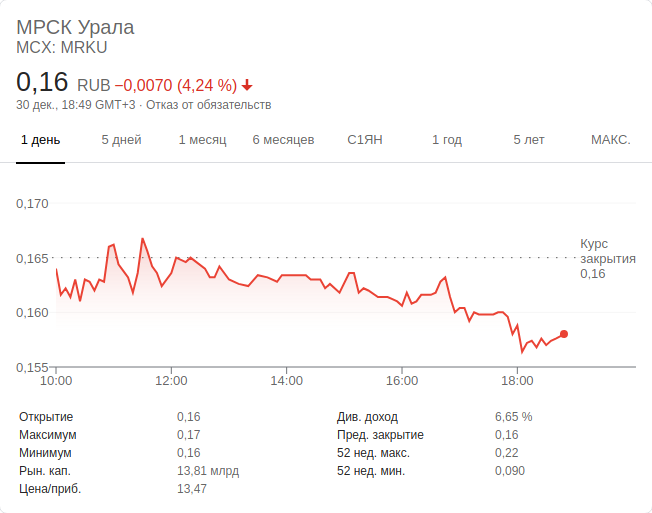 МРСК Урала
MCX: MRKU
0,16 RUB −0,0070 (4,24 %)
30 дек., 18:49 GMT+3 · Отказ от обязательств
1 день 5 дней 1 месяц 6 месяцев С1ЯН 1 год 5 лет МАКС.
0,170
0,165
0,160
0,155
Курс
закрытия
0,16
10:00 12:00 14:00 16:00 18:00
Открытие 0,16 Див. доход 6,65 %
Максимум 0,17 Пред. закрытие 0,16
Минимум 0,16 52 нед. макс. 0,22
Рын. кап. 13,81 млрд 52 нед. мин. 0,090
Цена/приб. 13,47